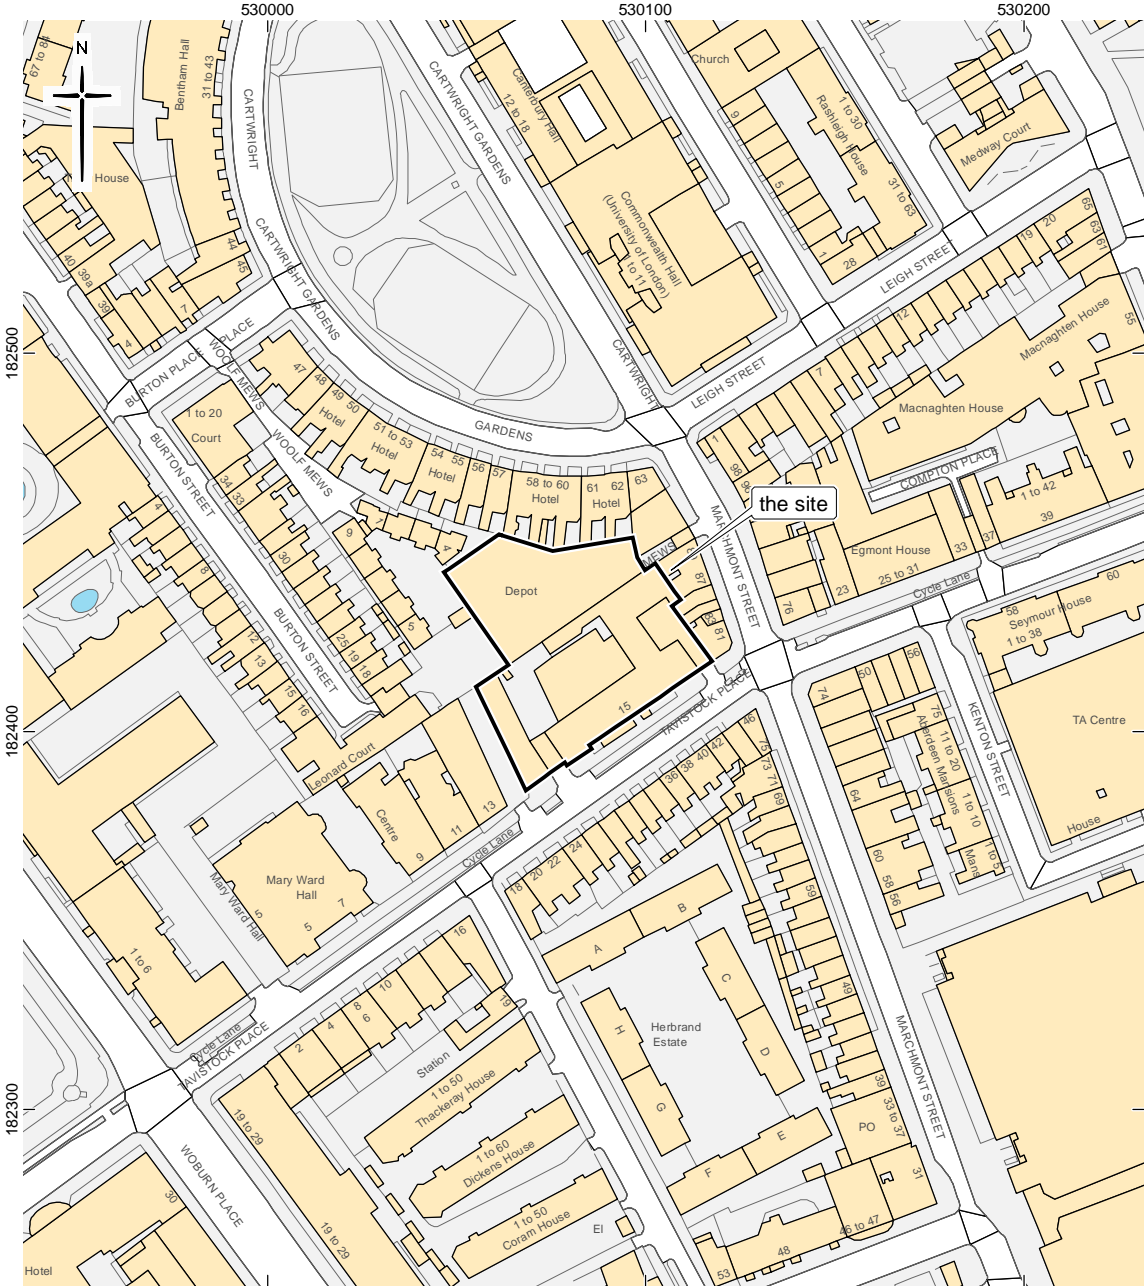 530000
530100
530200
182500
182400
182300
N
67 to 84
Bentham Hall
31 to 43
CARTWRIGHT
CARTWRIGHT GARDENS
Canterbury Hall
12 to 18
Church
9
5
1
28
1 to 30
Rashleigh House
31 to 63
Medway Court
House
40
39a
39
4
7
44
45
CARTWRIGHT GARDENS
Commonwealth Hall
(University of London)
1 to 11
LEIGH STREET
19
20
65
63
61
55
12
7
1
Macnaghten House
Macnaghten House
BURTON PLACE
PLACE
WOOLF MEWS
WOOLF MEWS
1 to 20
Court
47
48
49
50
Hotel
51 to 53
Hotel
54
55
Hotel
56
57
58 to 60
Hotel
61
62
Hotel
63
GARDENS
CARTWRIGHT
LEIGH STREET
98
COMPTON PLACE
1 to 42
39
37
33
Egmont House
25 to 31
23
76
Cycle Lane
the site
MARCHMONT STREET
MEWS
87
83
81
Depot
15
TAVISTOCK PLACE
BURTON STREET
34
33
30
25
19
18
9
1
4
5
4
8
12
13
15
16
BURTON STREET
Leonard Court
Centre
9
11
13
Cycle Lane
Mary Ward
Hall
5
5
7
Mary Ward Hall
1 to 6
58
Seymour House
1 to 38
60
TA Centre
KENTON STREET
House
50
56
74
75
11 to 20
Aberdeen Mansions
1 to 10
1 to 5
Mans
64
60
58
56
46
42
40
38
36
24
22
20
18
75
73
71
69
59
49
39
33 to 37
31
PO
A
B
C
D
E
F
G
H
Herbrand
Estate
MARCHMONT STREET
16
10
8
6
4
2
19
Station
1 to 50
Thackeray House
1 to 60
Dickens House
1 to 50
Coram House
El
Cycle Lane
TAVISTOCK PLACE
WOBURN PLACE
19 to 29
19 to 29
30
Hotel
46 to 47
48
53